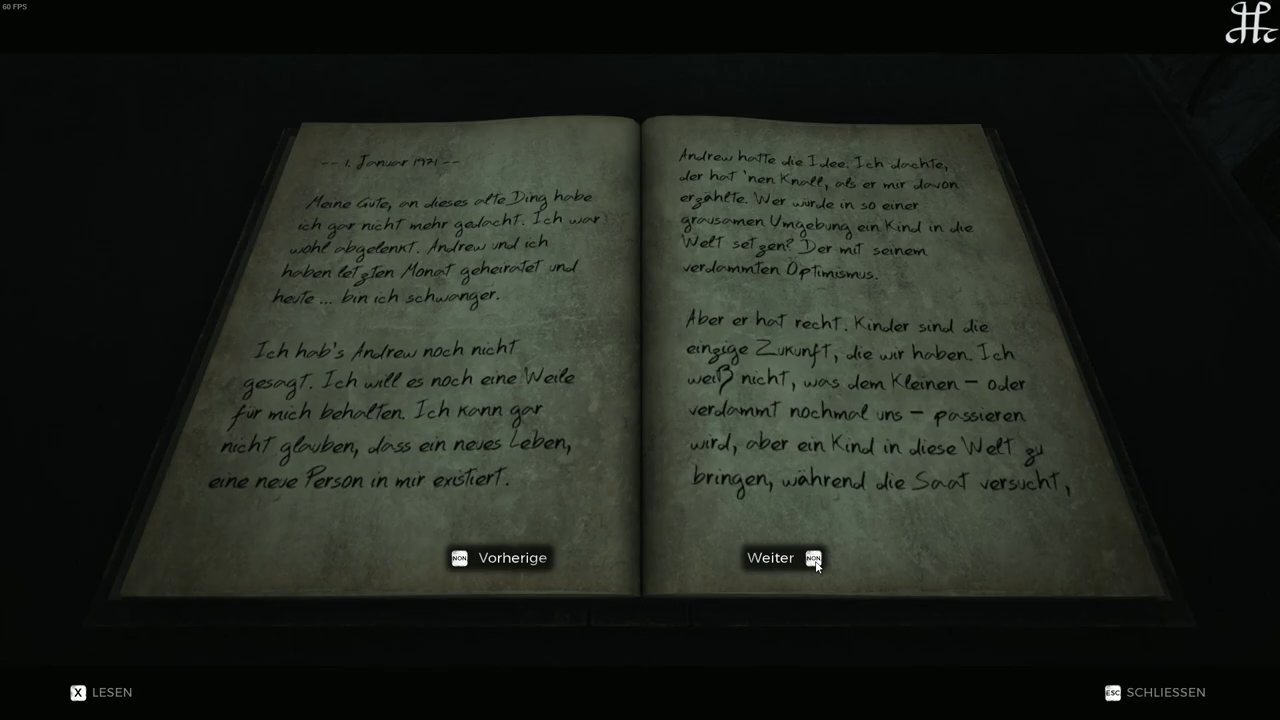 60 FPS
-- 1. Januar 1971 --
Meine Güte, an dieses alte Ding habe
ich gar nicht mehr gedacht. Ich war
wohl abgelenkt. Andrew und ich
haben letzten Monat geheiratet und
heute ... bin ich schwanger.
Ich hab's Andrew noch nicht
gesagt. Ich will es noch eine Weile
für mich behalten. Ich kann gar
nicht glauben, dass ein neues Leben,
eine neue Person in mir existiert.
Andrew hatte die Idee. Ich dachte,
der hat 'nen Knall, als er mir davon
erzählte. Wer würde in so einer
grausamen Umgebung ein Kind in die
Welt setzen? Der mit seinem
verdammten Optimismus.
Aber er hat recht. Kinder sind die
einzige Zukunft, die wir haben. Ich
weiß nicht, was dem Kleinen – oder
verdammt nochmal uns – passieren
wird, aber ein Kind in diese Welt zu
bringen, während die Saat versucht,
NON Vorherige
Weiter NON
X LESEN
ESC SCHLIESSEN